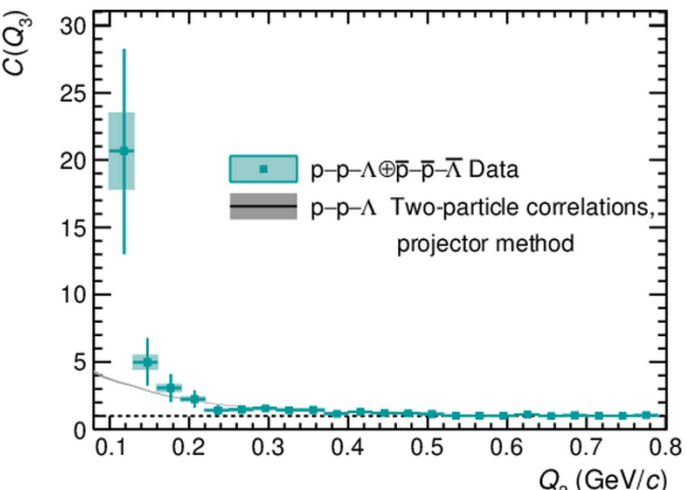 C(Q₃)
30
25
20
15
10
5
0
p–p–Λ⊕p̅–p̅–Λ̅ Data
p–p–Λ Two-particle correlations,
projector method
0.1 0.2 0.3 0.4 0.5 0.6 0.7 0.8
Q₃ (GeV/c)